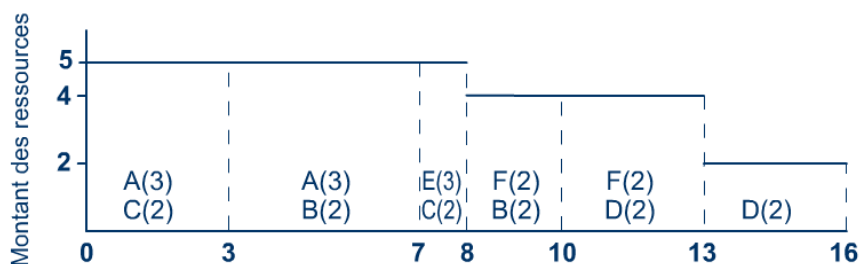 Montant des ressources
5
4
2
A(3) A(3) E(3) F(2) F(2)
C(2) B(2) C(2) B(2) D(2) D(2)
0 3 7 8 10 13 16